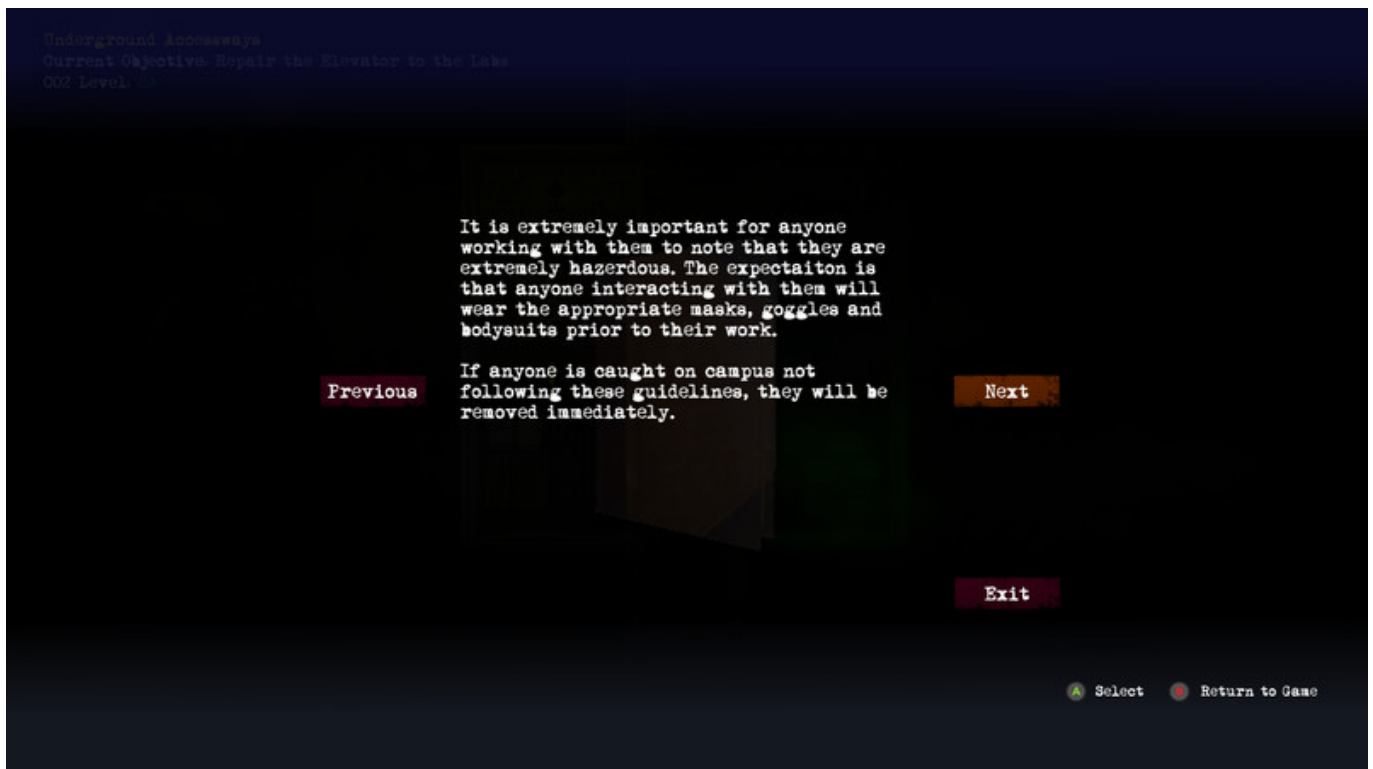 Underground Accessways
Current Objective: Repair the Elevator to the Labs
CO2 Level:
It is extremely important for anyone
working with them to note that they are
extremely hazerdous. The expectaiton is
that anyone interacting with them will
wear the appropriate masks, goggles and
bodysuits prior to their work.
If anyone is caught on campus not
following these guidelines, they will be
removed immediately.
Previous
Next
Exit
A Select
B Return to Game